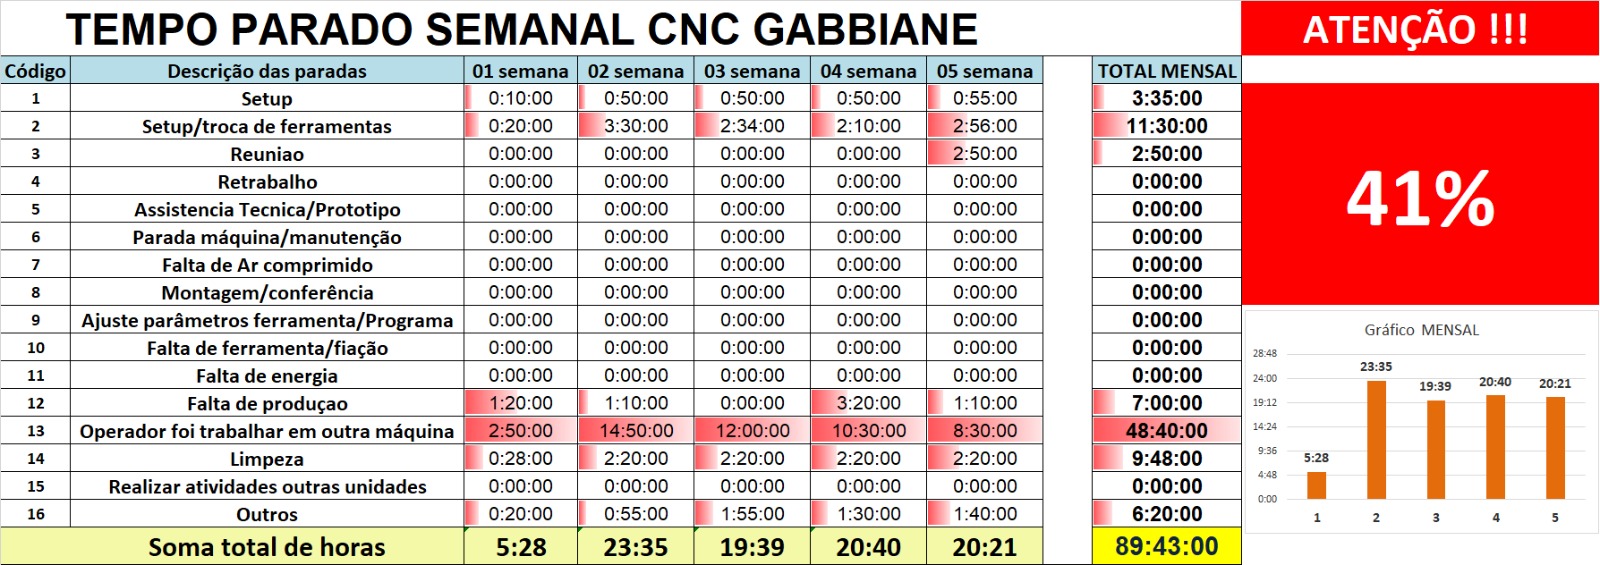 TEMPO PARADO SEMANAL CNC GABBIANE
ATENÇÃO !!!
Código Descrição das paradas 01 semana 02 semana 03 semana 04 semana 05 semana TOTAL MENSAL
1 Setup 0:10:00 0:50:00 0:50:00 0:50:00 0:55:00 3:35:00
2 Setup/troca de ferramentas 0:20:00 3:30:00 2:34:00 2:10:00 2:56:00 11:30:00
3 Reuniao 0:00:00 0:00:00 0:00:00 0:00:00 2:50:00 2:50:00
4 Retrabalho 0:00:00 0:00:00 0:00:00 0:00:00 0:00:00 0:00:00
5 Assistencia Tecnica/Prototipo 0:00:00 0:00:00 0:00:00 0:00:00 0:00:00 0:00:00
6 Parada máquina/manutenção 0:00:00 0:00:00 0:00:00 0:00:00 0:00:00 0:00:00
7 Falta de Ar comprimido 0:00:00 0:00:00 0:00:00 0:00:00 0:00:00 0:00:00
8 Montagem/conferência 0:00:00 0:00:00 0:00:00 0:00:00 0:00:00 0:00:00
9 Ajuste parâmetros ferramenta/Programa 0:00:00 0:00:00 0:00:00 0:00:00 0:00:00 0:00:00
10 Falta de ferramenta/fiação 0:00:00 0:00:00 0:00:00 0:00:00 0:00:00 0:00:00
11 Falta de energia 0:00:00 0:00:00 0:00:00 0:00:00 0:00:00 0:00:00
12 Falta de produçao 1:20:00 1:10:00 0:00:00 3:20:00 1:10:00 7:00:00
13 Operador foi trabalhar em outra máquina 2:50:00 14:50:00 12:00:00 10:30:00 8:30:00 48:40:00
14 Limpeza 0:28:00 2:20:00 2:20:00 2:20:00 2:20:00 9:48:00
15 Realizar atividades outras unidades 0:00:00 0:00:00 0:00:00 0:00:00 0:00:00 0:00:00
16 Outros 0:20:00 0:55:00 1:55:00 1:30:00 1:40:00 6:20:00
Soma total de horas 5:28 23:35 19:39 20:40 20:21 89:43:00
41%
Gráfico MENSAL
28:48
24:00
19:12
14:24
9:36
4:48
0:00
5:28 23:35 19:39 20:40 20:21
1 2 3 4 5